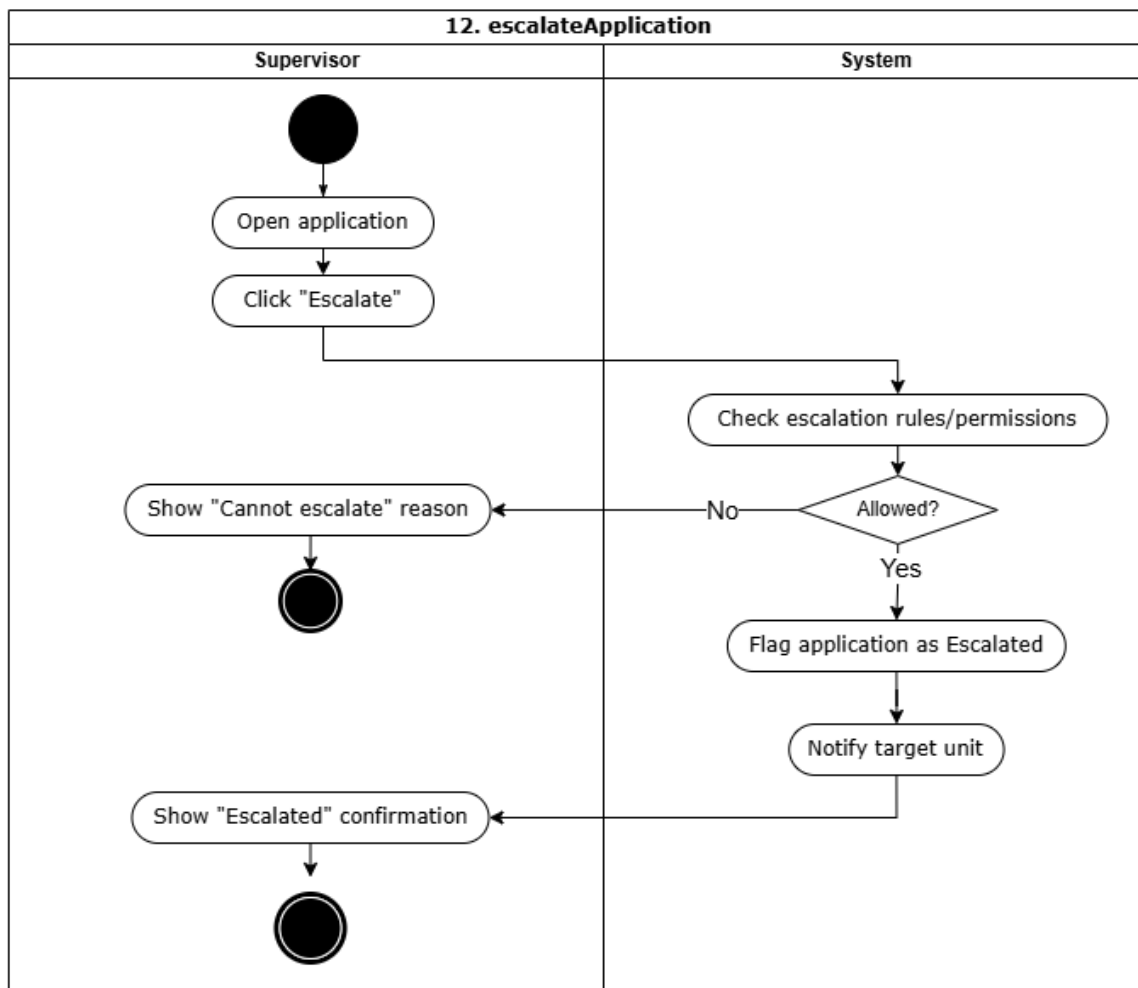 12. escalateApplication
Supervisor
System
Open application
Click "Escalate"
Check escalation rules/permissions
Allowed?
No
Show "Cannot escalate" reason
Yes
Flag application as Escalated
Notify target unit
Show "Escalated" confirmation